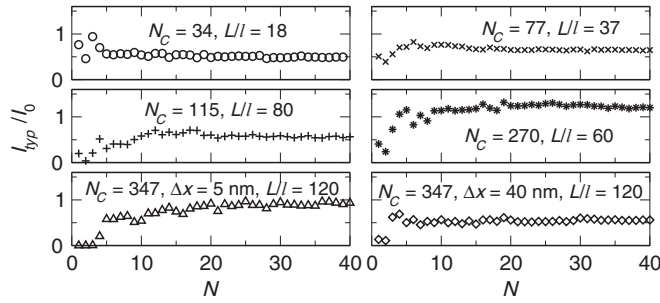 N_C = 34, L/l = 18
N_C = 77, L/l = 37
N_C = 115, L/l = 80
N_C = 270, L/l = 60
N_C = 347, Δx = 5 nm, L/l = 120
N_C = 347, Δx = 40 nm, L/l = 120
I_typ / I_0
1
0
1
0
1
0
0 10 20 30 40
0 10 20 30 40
N
N